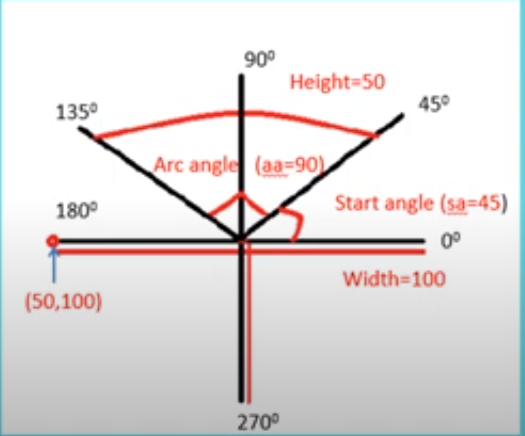 90⁰
Height=50
135⁰
45⁰
Arc angle (aa=90)
180⁰
Start angle (sa=45)
0⁰
Width=100
(50,100)
270⁰